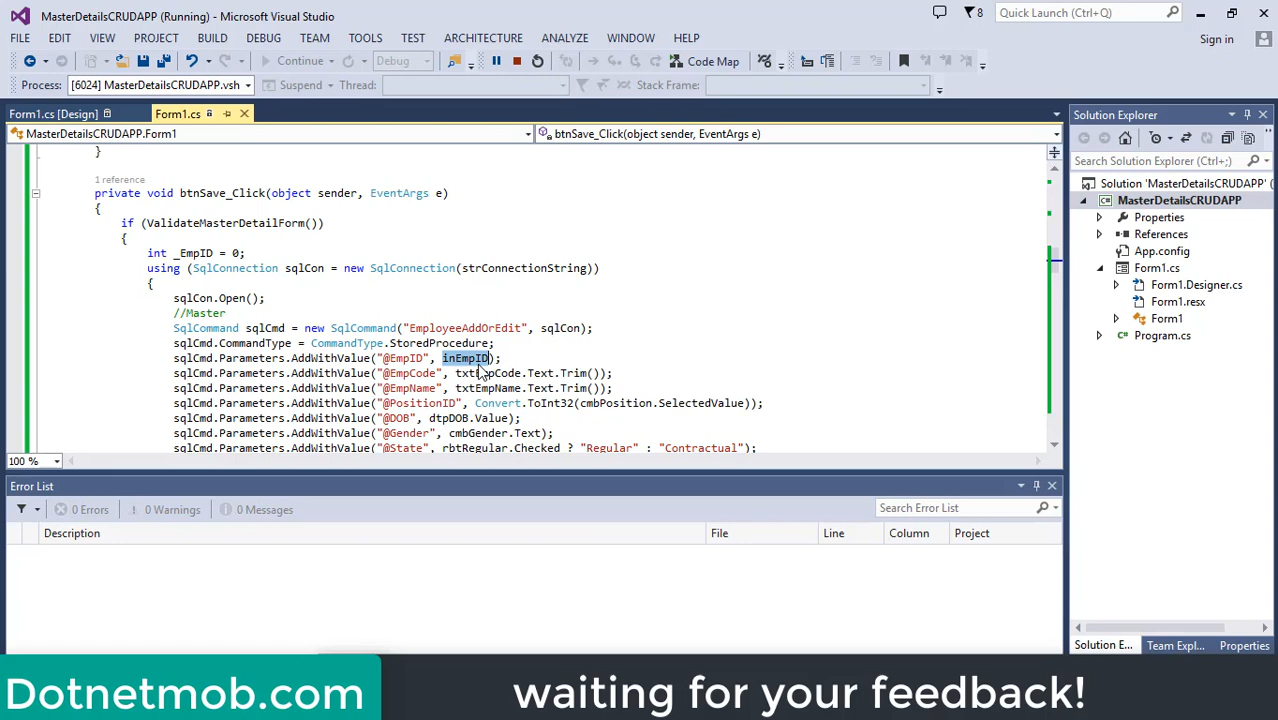 MasterDetailsCRUDAPP (Running) - Microsoft Visual Studio
8
Quick Launch (Ctrl+Q)
FILE EDIT VIEW PROJECT BUILD DEBUG TEAM TOOLS TEST ARCHITECTURE ANALYZE WINDOW HELP
Sign in
Continue
Debug
Code Map
Process: [6024] MasterDetailsCRUDAPP.vsh
Suspend
Thread:
Stack Frame:
Form1.cs [Design]
Form1.cs
MasterDetailsCRUDAPP.Form1
btnSave_Click(object sender, EventArgs e)
}
1 reference
private void btnSave_Click(object sender, EventArgs e)
{
if (ValidateMasterDetailForm())
{
int _EmpID = 0;
using (SqlConnection sqlCon = new SqlConnection(strConnectionString))
{
sqlCon.Open();
//Master
SqlCommand sqlCmd = new SqlCommand("EmployeeAddOrEdit", sqlCon);
sqlCmd.CommandType = CommandType.StoredProcedure;
sqlCmd.Parameters.AddWithValue("@EmpID", inEmpID);
sqlCmd.Parameters.AddWithValue("@EmpCode", txtEmpCode.Text.Trim());
sqlCmd.Parameters.AddWithValue("@EmpName", txtEmpName.Text.Trim());
sqlCmd.Parameters.AddWithValue("@PositionID", Convert.ToInt32(cmbPosition.SelectedValue));
sqlCmd.Parameters.AddWithValue("@DOB", dtpDOB.Value);
sqlCmd.Parameters.AddWithValue("@Gender", cmbGender.Text);
sqlCmd.Parameters.AddWithValue("@State", rbtRegular.Checked ? "Regular" : "Contractual");
100 %
Solution Explorer
Search Solution Explorer (Ctrl+;)
Solution 'MasterDetailsCRUDAPP' (
MasterDetailsCRUDAPP
Properties
References
App.config
Form1.cs
Form1.Designer.cs
Form1.resx
Form1
Program.cs
Solution E...
Team Expl...
Properties
Error List
0 Errors
0 Warnings
0 Messages
Search Error List
Description
File
Line
Column
Project
Dotnetmob.com
waiting for your feedback!